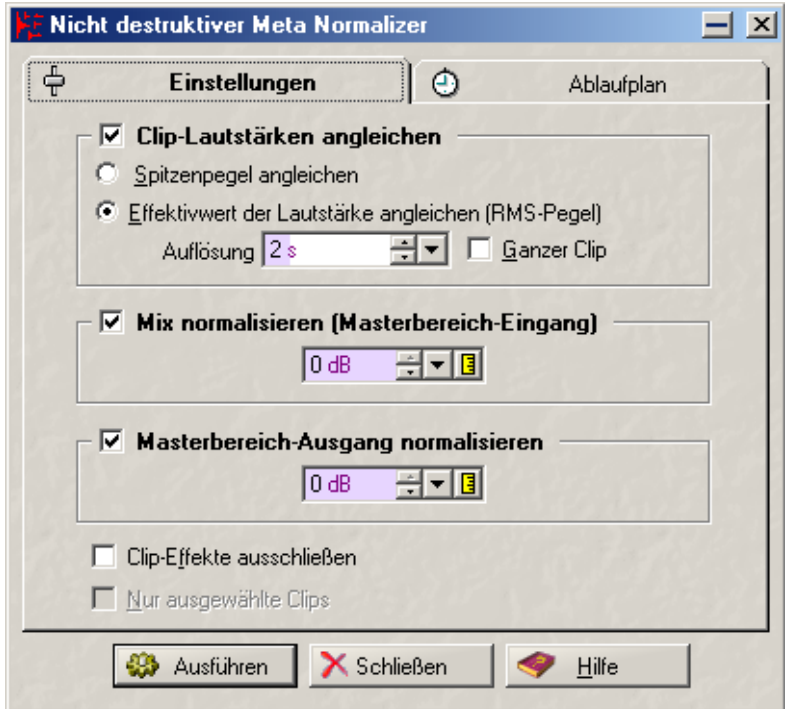 Nicht destruktiver Meta Normalizer
Einstellungen
Ablaufplan
Clip-Lautstärken angleichen
Spitzenpegel angleichen
Effektivwert der Lautstärke angleichen (RMS-Pegel)
Auflösung 2 s Ganzer Clip
Mix normalisieren (Masterbereich-Eingang)
0 dB
Masterbereich-Ausgang normalisieren
0 dB
Clip-Effekte ausschließen
Nur ausgewählte Clips
Ausführen Schließen Hilfe